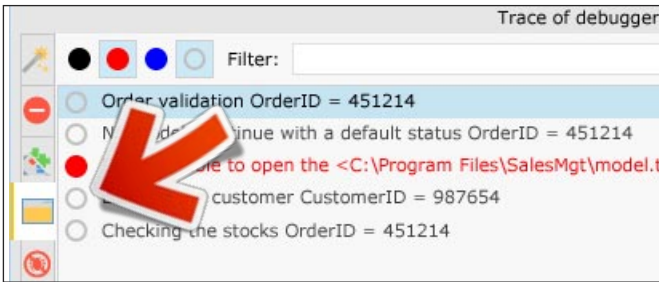 Trace of debugger
Filter:
Order validation OrderID = 451214
with a default status OrderID = 451214
to open the <C:\Program Files\SalesMgt\model.t
customer CustomerID = 987654
Checking the stocks OrderID = 451214